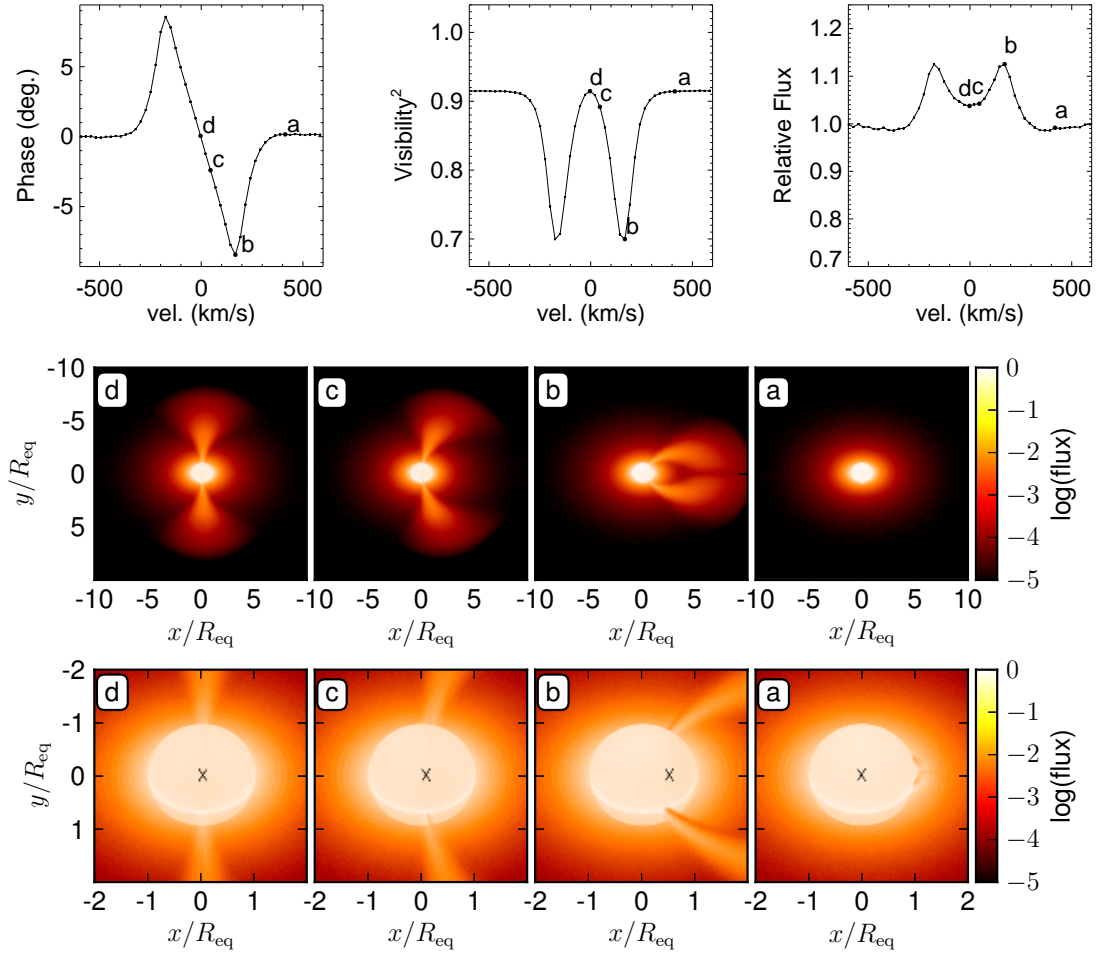 Phase (deg.)
5
0
-5
d
c
b
a
-500 0 500
vel. (km/s)
Visibility²
1.0
0.9
0.8
0.7
d
c
b
a
-500 0 500
vel. (km/s)
Relative Flux
1.2
1.1
1.0
0.9
0.8
0.7
d c
b
a
-500 0 500
vel. (km/s)
y/R_eq
-10
-5
0
5
d
c
b
a
-10 -5 0 5 -10 -5 0 5 -10 -5 0 5 -10 -5 0 5 10
x/R_eq x/R_eq x/R_eq x/R_eq
0
−1
−2
−3
−4
−5
log(flux)
y/R_eq
-2
-1
0
1
d
c
b
a
-2 -1 0 1 -2 -1 0 1 -2 -1 0 1 -2 -1 0 1 2
x/R_eq x/R_eq x/R_eq x/R_eq
0
−1
−2
−3
−4
−5
log(flux)